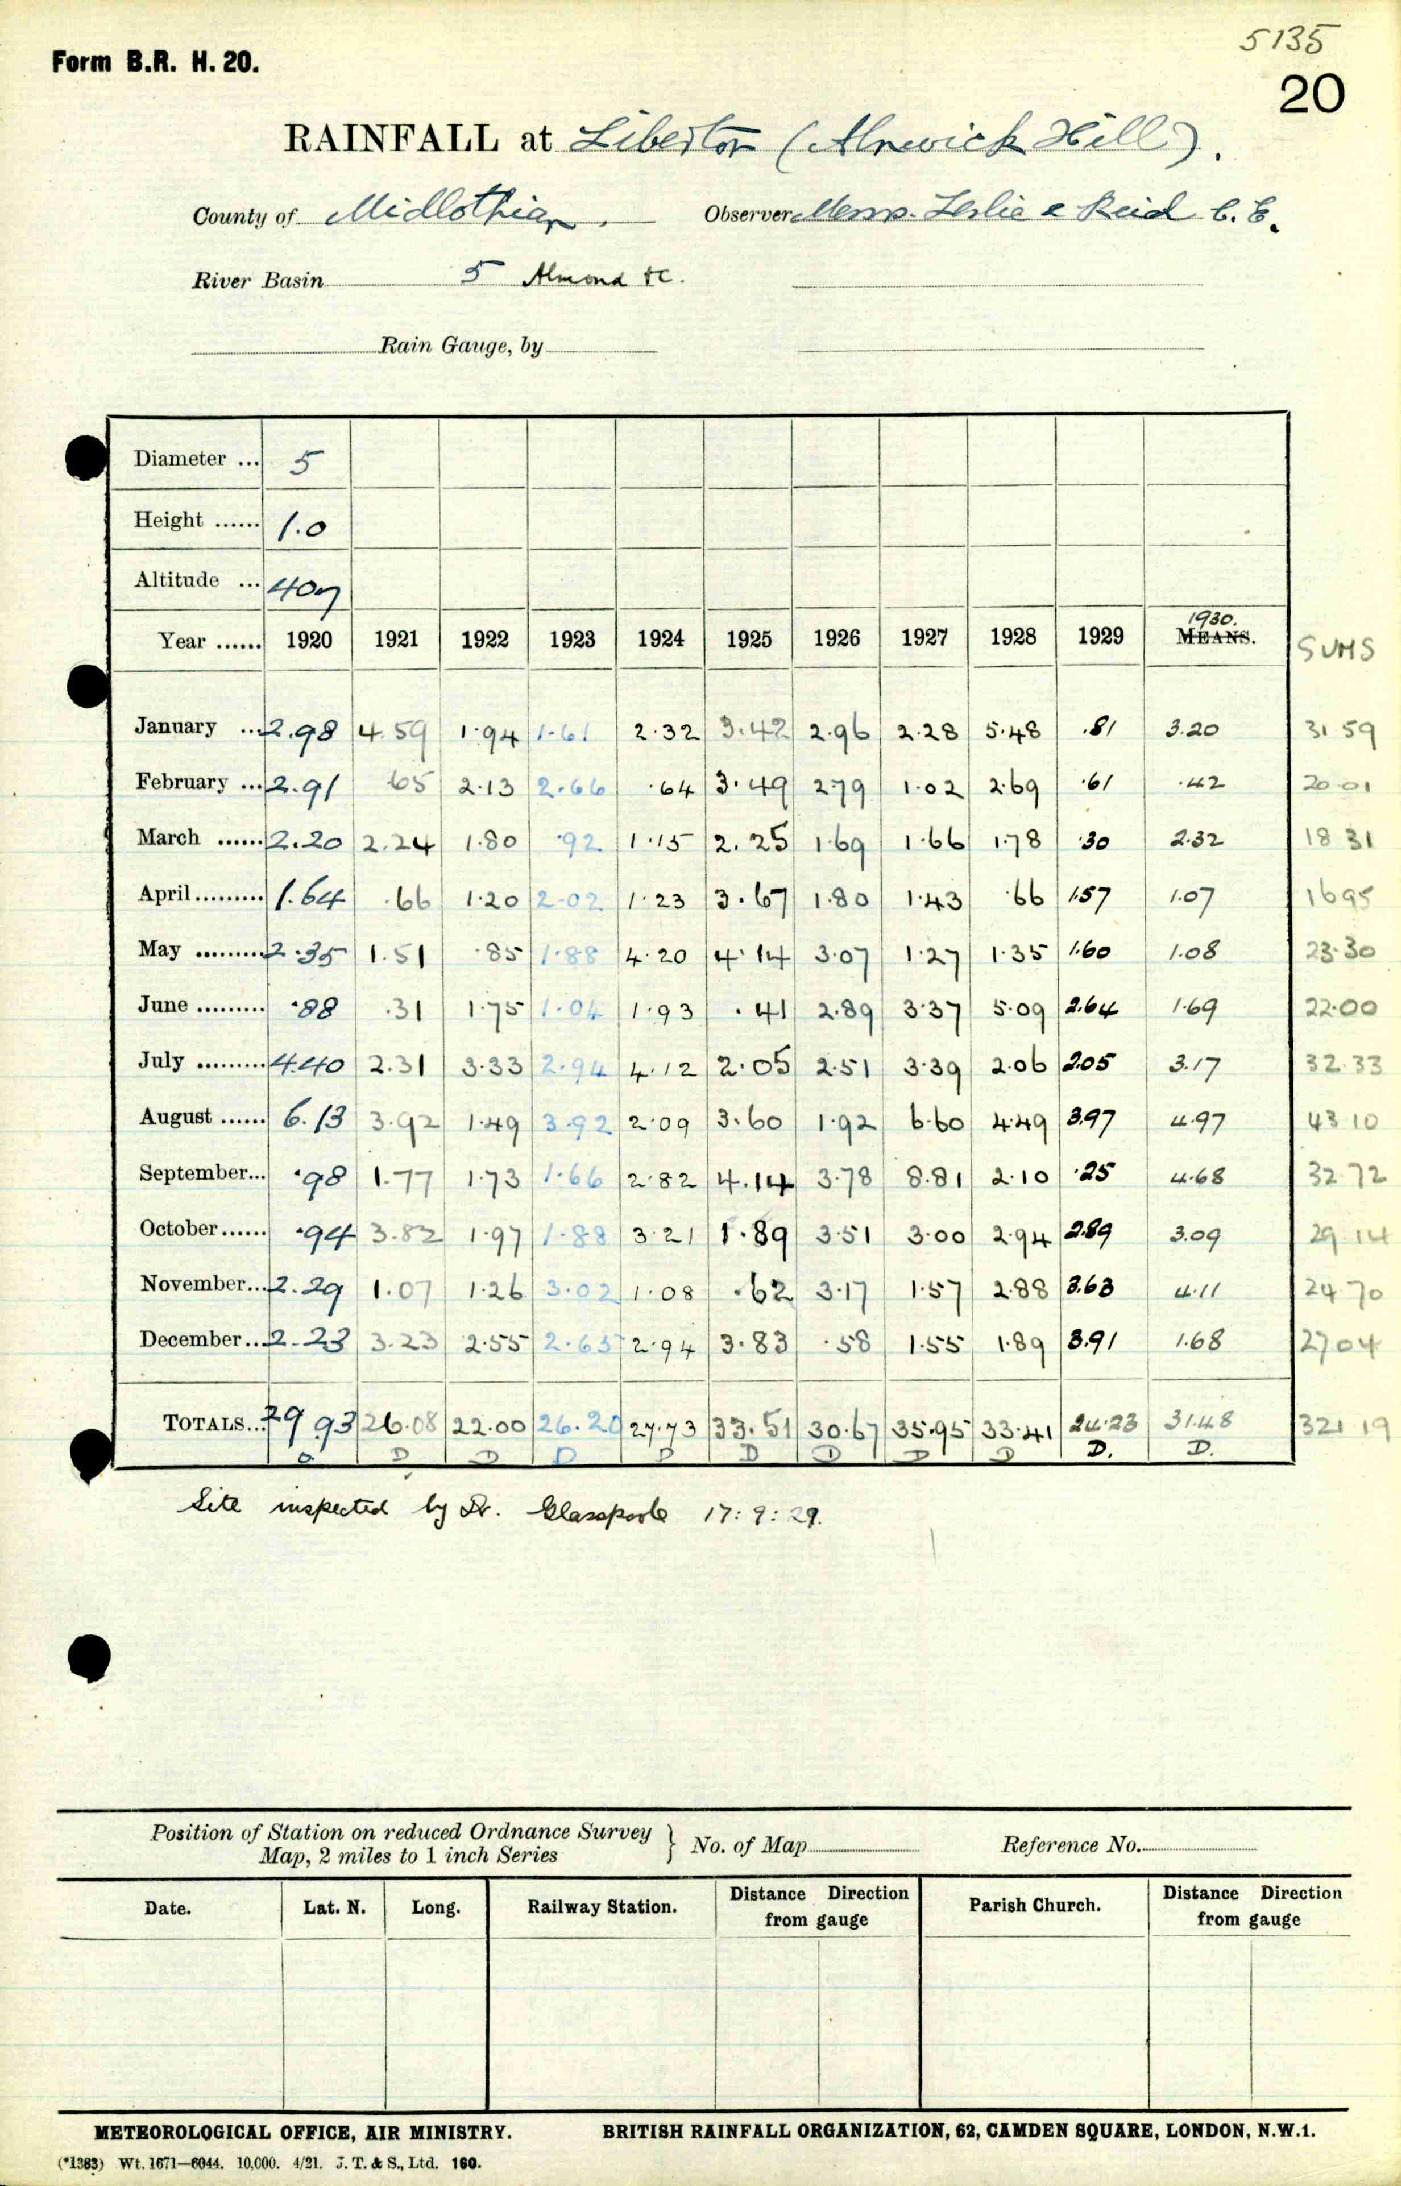 5135
Form B.R. H. 20.
20
RAINFALL at Liberton (Alnwick Hill).
County of Midlothian. Observer Messrs. Leslie & Reid C. E.
River Basin 5 Almond &c.
Rain Gauge, by
Diameter ... 5
Height ...... 1.0
Altitude ... 407
1930.
Year ...... 1920 1921 1922 1923 1924 1925 1926 1927 1928 1929 MEANS. SUMS
January ... 2.98 4.59 1.94 1.61 2.32 3.42 2.96 2.28 5.48 .81 3.20 31 59
February ... 2.91 .65 2.13 2.66 .64 3.49 2.79 1.02 2.69 .61 .42 20.01
March ...... 2.20 2.24 1.80 .92 1.15 2.25 1.69 1.66 1.78 .30 2.32 18 31
April ......... 1.64 .66 1.20 2.02 1.23 3.67 1.80 1.43 .66 1.57 1.07 16 95
May ......... 2.35 1.51 .85 1.88 4.20 4.14 3.07 1.27 1.35 1.60 1.08 23.30
June ......... .88 .31 1.75 1.04 1.93 .41 2.89 3.37 5.09 2.64 1.69 22.00
July ......... 4.40 2.31 3.33 2.94 4.12 2.05 2.51 3.39 2.06 2.05 3.17 32.33
August ...... 6.13 3.92 1.49 3.92 2.09 3.60 1.92 6.60 4.49 3.97 4.97 43 10
September... .98 1.77 1.73 1.66 2.82 4.14 3.78 8.81 2.10 .25 4.68 32.72
October ...... .94 3.82 1.97 1.88 3.21 1.89 3.51 3.00 2.94 2.89 3.09 29 14
November... 2.29 1.07 1.26 3.02 1.08 .62 3.17 1.57 2.88 3.63 4.11 24 70
December ... 2.23 3.23 2.55 2.65 2.94 3.83 .58 1.55 1.89 3.91 1.68 27 04
TOTALS... 29.93 26.08 22.00 26.20 27.73 33.51 30.67 35.95 33.41 24.23 31.48 321 19
D D D D D D D D D D. D.
Site inspected by Dr. Glasspoole 17: 9: 29.
Position of Station on reduced Ordnance Survey
Map, 2 miles to 1 inch Series } No. of Map Reference No.
Date. Lat. N. Long. Railway Station. Distance Direction from gauge Parish Church. Distance Direction from gauge
METEOROLOGICAL OFFICE, AIR MINISTRY. BRITISH RAINFALL ORGANIZATION, 62, CAMDEN SQUARE, LONDON, N.W.1.
(*1383) Wt. 1671—6044. 10,000. 4/21. J. T. & S., Ltd. 160.